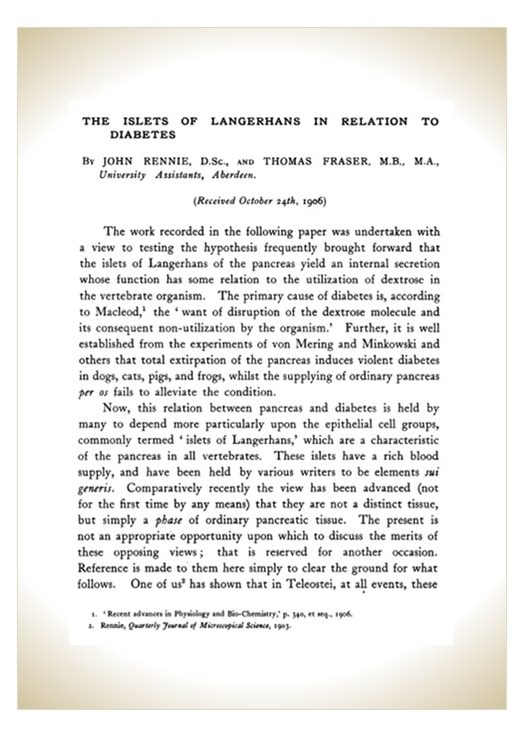 THE ISLETS OF LANGERHANS IN RELATION TO
DIABETES
By JOHN RENNIE, D.Sc., AND THOMAS FRASER, M.B., M.A.,
University Assistants, Aberdeen.
(Received October 24th, 1906)
The work recorded in the following paper was undertaken with
a view to testing the hypothesis frequently brought forward that
the islets of Langerhans of the pancreas yield an internal secretion
whose function has some relation to the utilization of dextrose in
the vertebrate organism. The primary cause of diabetes is, according
to Macleod,¹ the ‘ want of disruption of the dextrose molecule and
its consequent non-utilization by the organism.’ Further, it is well
established from the experiments of von Mering and Minkowski and
others that total extirpation of the pancreas induces violent diabetes
in dogs, cats, pigs, and frogs, whilst the supplying of ordinary pancreas
per os fails to alleviate the condition.
Now, this relation between pancreas and diabetes is held by
many to depend more particularly upon the epithelial cell groups,
commonly termed ‘ islets of Langerhans,’ which are a characteristic
of the pancreas in all vertebrates. These islets have a rich blood
supply, and have been held by various writers to be elements sui
generis. Comparatively recently the view has been advanced (not
for the first time by any means) that they are not a distinct tissue,
but simply a phase of ordinary pancreatic tissue. The present is
not an appropriate opportunity upon which to discuss the merits of
these opposing views ; that is reserved for another occasion.
Reference is made to them here simply to clear the ground for what
follows. One of us² has shown that in Teleostei, at all events, these
1. ‘ Recent advances in Physiology and Bio-Chemistry,’ p. 340, et seq., 1906.
2. Rennie, Quarterly Journal of Microscopical Science, 1903.